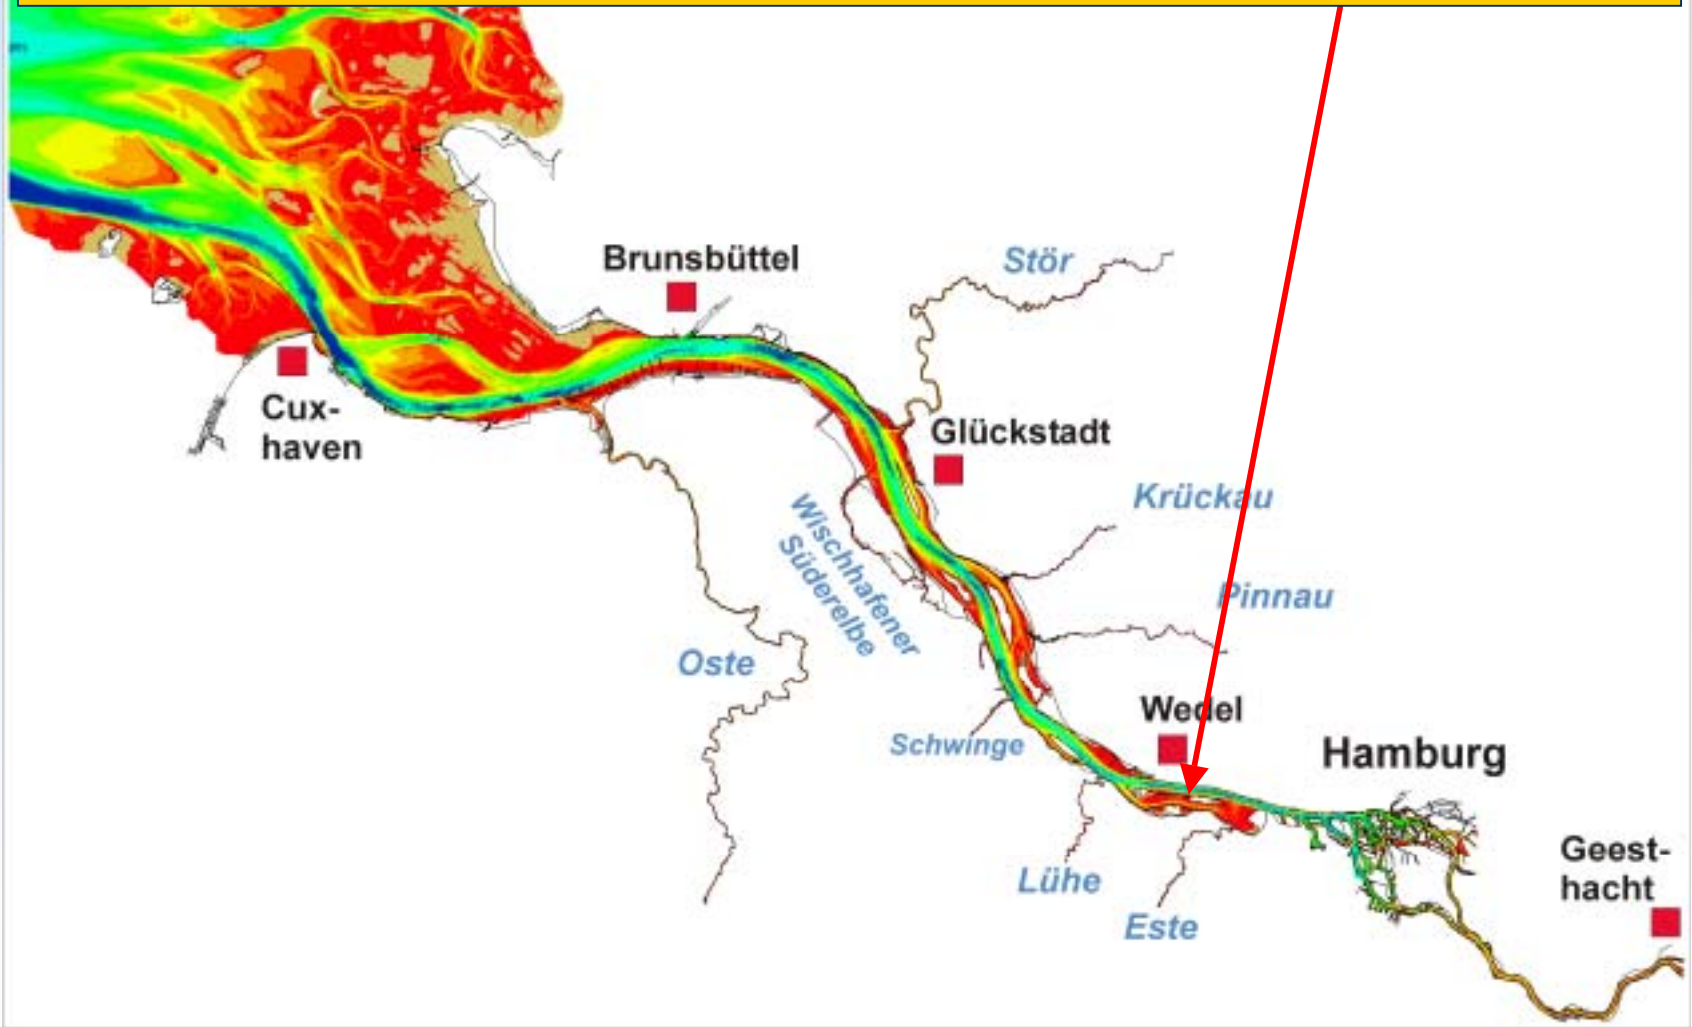 Brunsbüttel
Stör
Cux-
haven
Glückstadt
Krückau
Wischhafener
Süderelbe
Pinnau
Oste
Wedel
Schwinge
Hamburg
Lühe
Este
Geest-
hacht